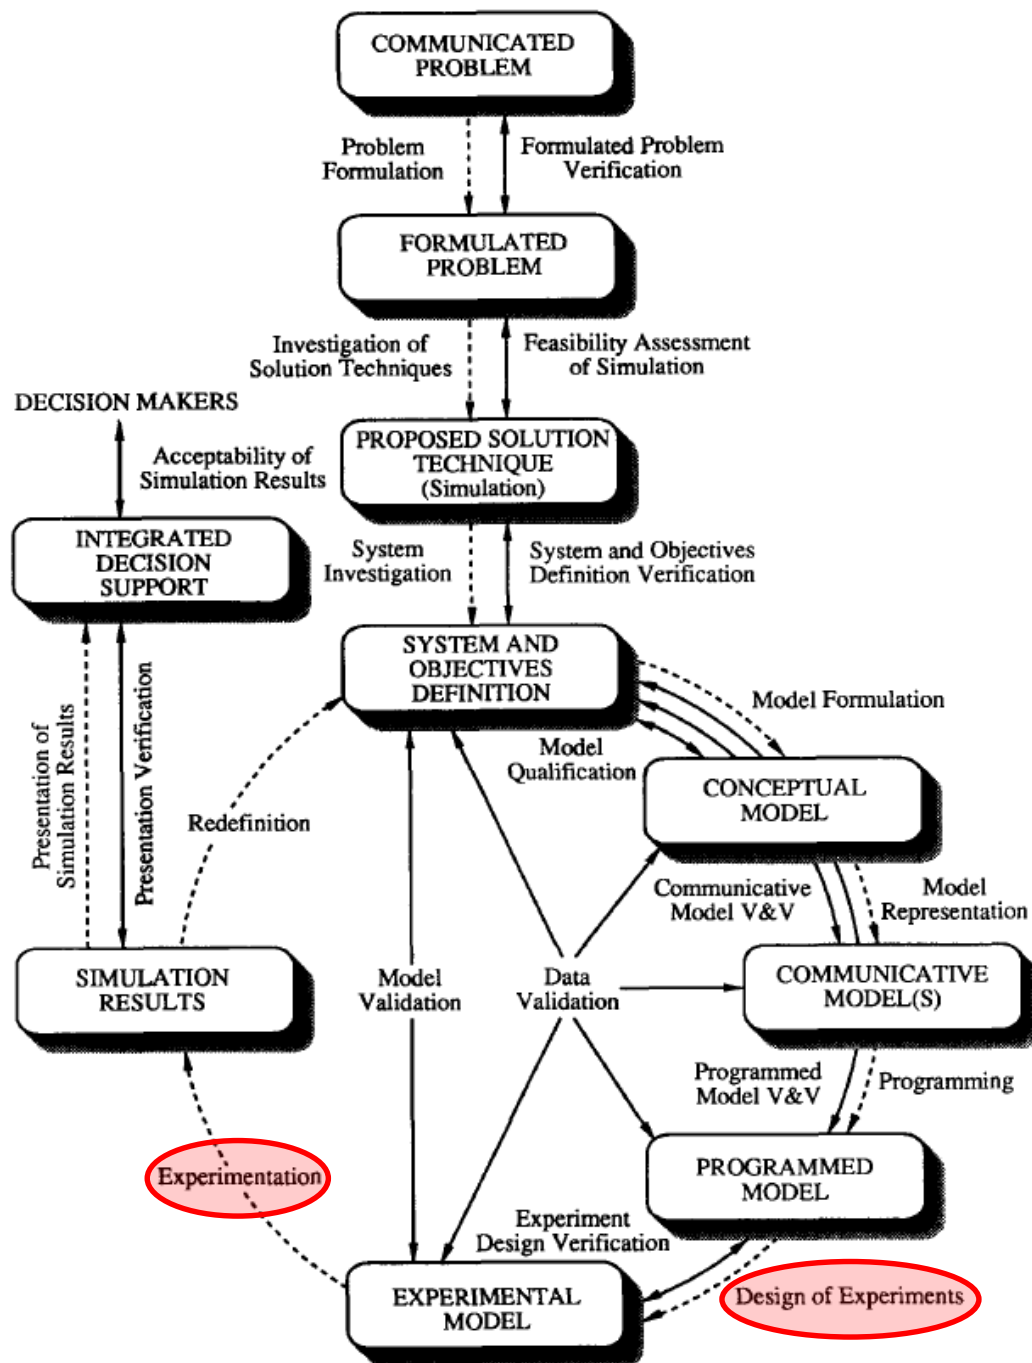 COMMUNICATED
PROBLEM
Problem
Formulation
Formulated Problem
Verification
FORMULATED
PROBLEM
Investigation of
Solution Techniques
Feasibility Assessment
of Simulation
DECISION MAKERS
Acceptability of
Simulation Results
PROPOSED SOLUTION
TECHNIQUE
(Simulation)
INTEGRATED
DECISION
SUPPORT
System
Investigation
System and Objectives
Definition Verification
SYSTEM AND
OBJECTIVES
DEFINITION
Presentation of
Simulation Results
Presentation Verification
Redefinition
Model Formulation
Model
Qualification
CONCEPTUAL
MODEL
Communicative
Model V&V
Model
Representation
SIMULATION
RESULTS
Model
Validation
Data
Validation
COMMUNICATIVE
MODEL(S)
Programmed
Model V&V
Programming
Experimentation
PROGRAMMED
MODEL
Experiment
Design Verification
EXPERIMENTAL
MODEL
Design of Experiments